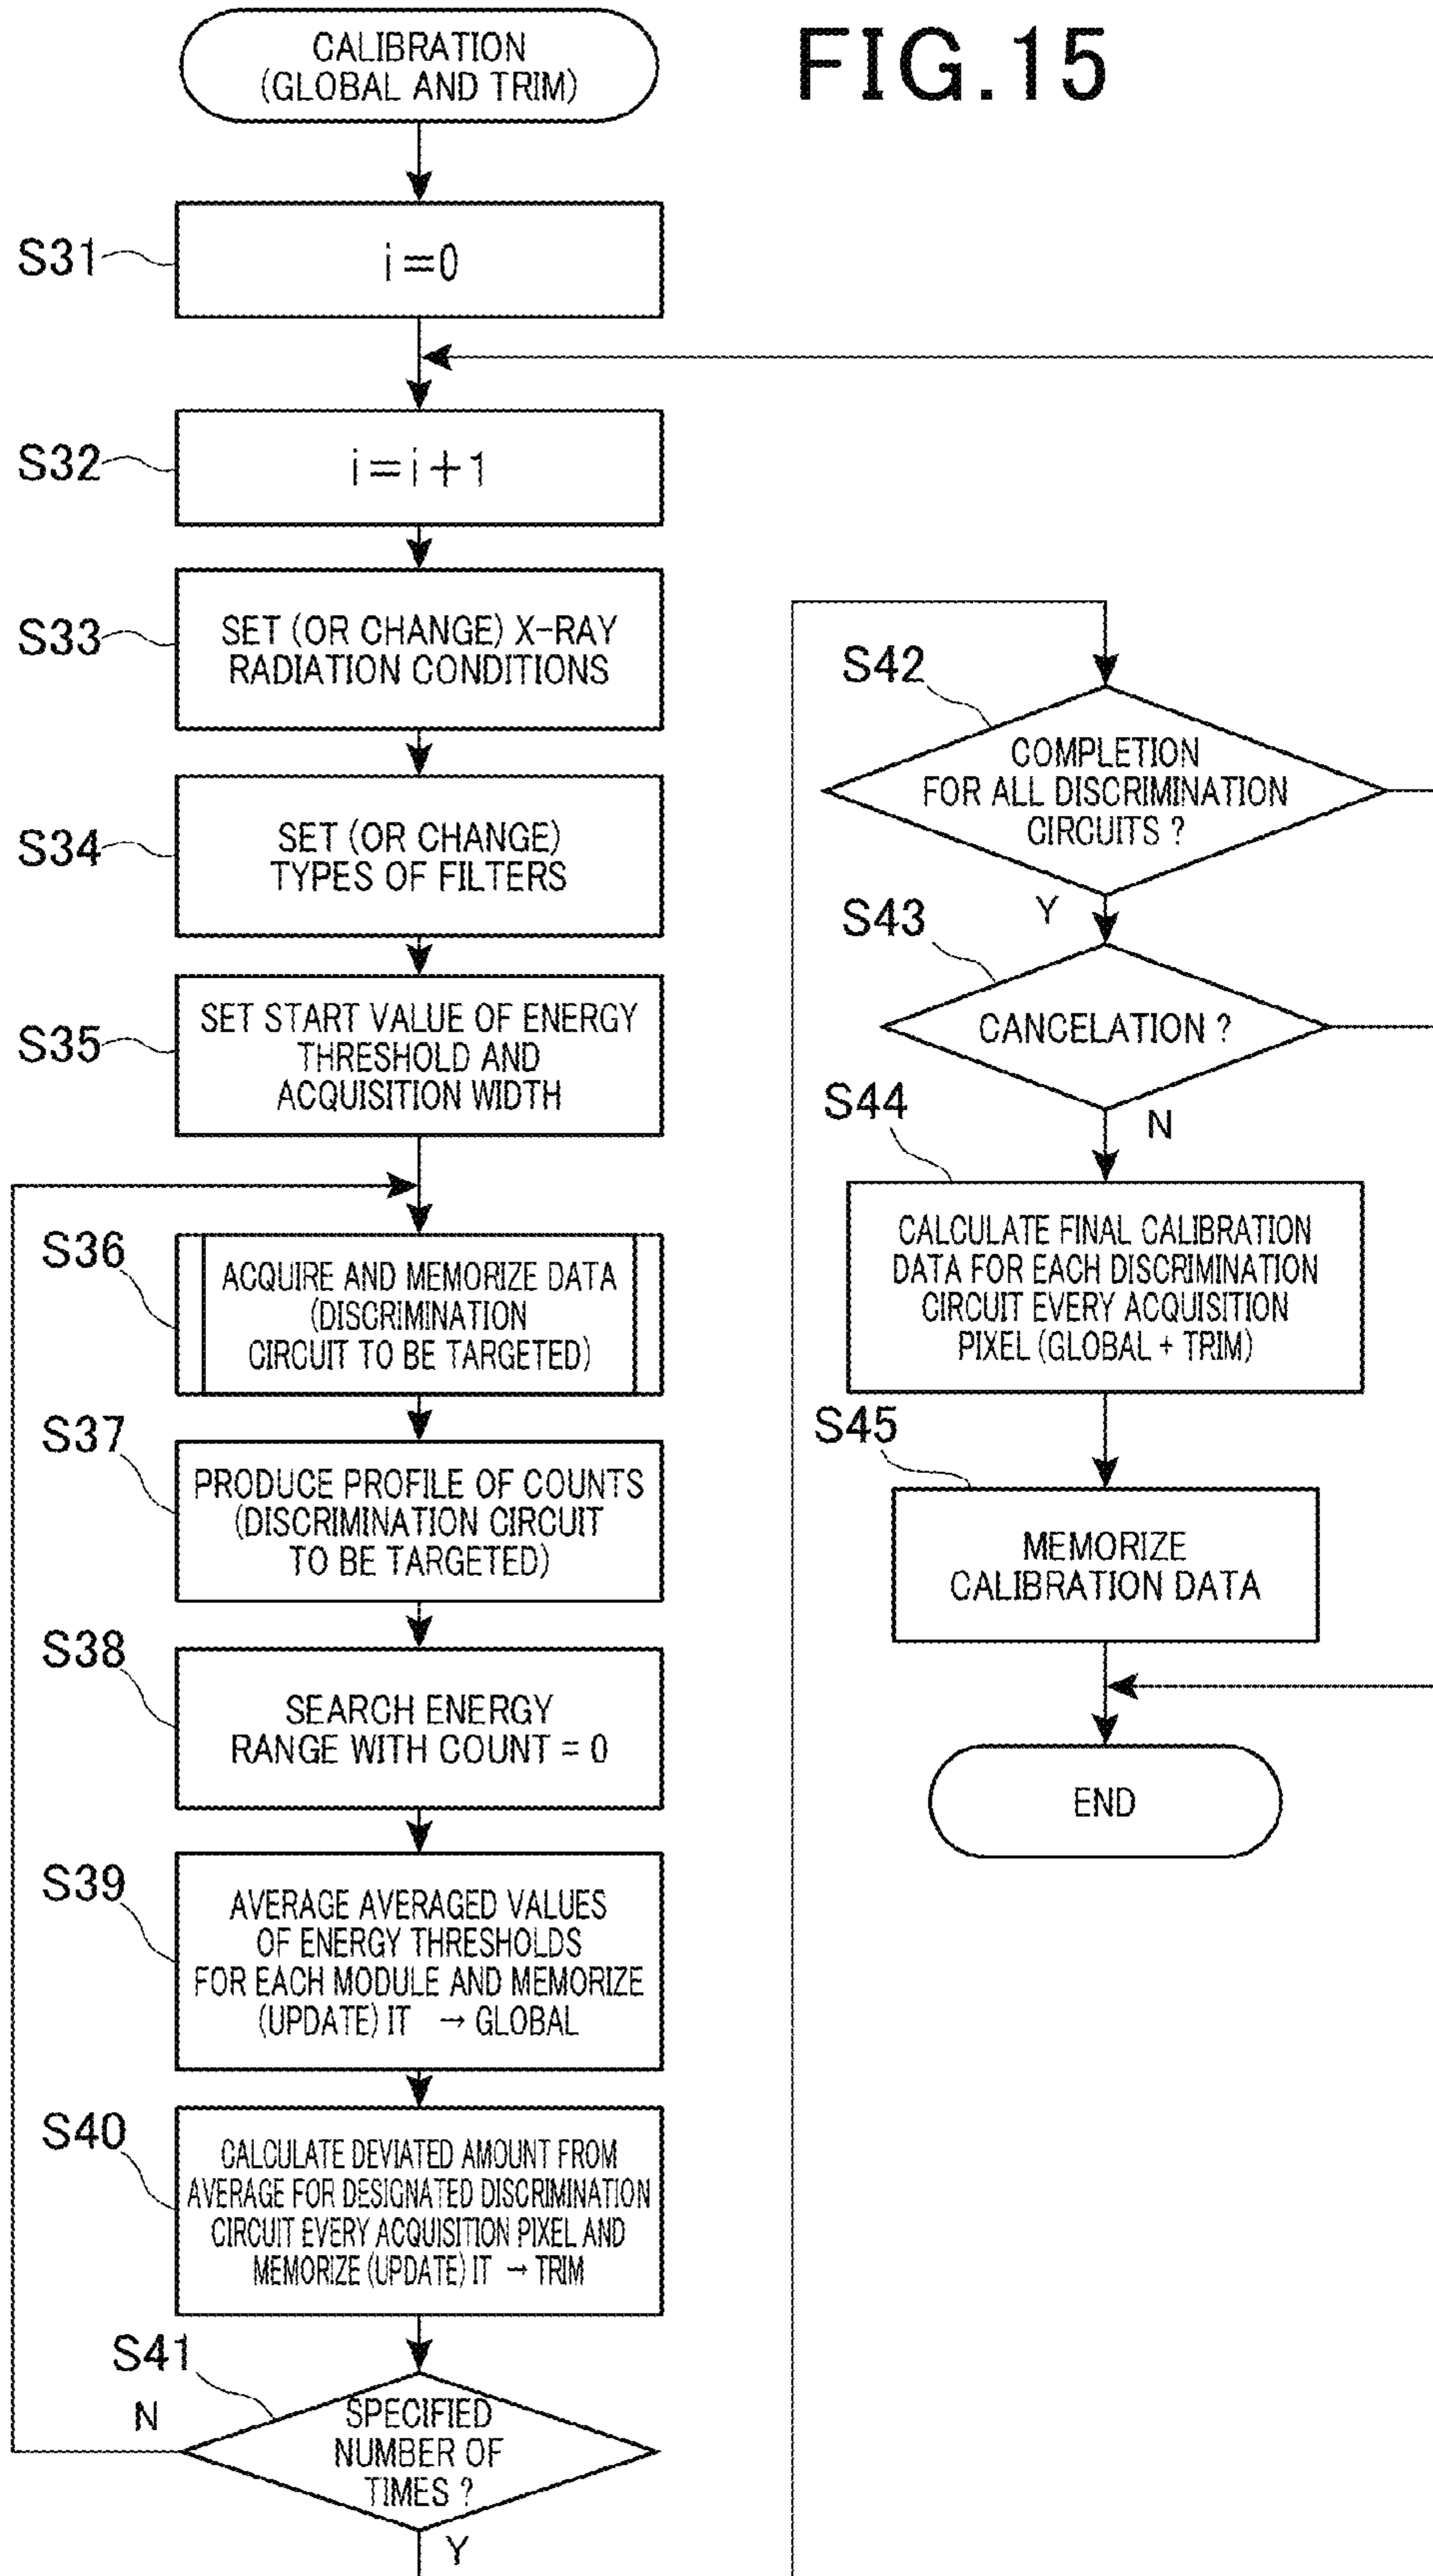 FIG.15
CALIBRATION
(GLOBAL AND TRIM)
S31
i=0
S32
i=i+1
S33
SET (OR CHANGE) X-RAY
RADIATION CONDITIONS
S34
SET (OR CHANGE)
TYPES OF FILTERS
S35
SET START VALUE OF ENERGY
THRESHOLD AND
ACQUISITION WIDTH
S36
ACQUIRE AND MEMORIZE DATA
(DISCRIMINATION
CIRCUIT TO BE TARGETED)
S37
PRODUCE PROFILE OF COUNTS
(DISCRIMINATION CIRCUIT
TO BE TARGETED)
S38
SEARCH ENERGY
RANGE WITH COUNT = 0
S39
AVERAGE AVERAGED VALUES
OF ENERGY THRESHOLDS
FOR EACH MODULE AND MEMORIZE
(UPDATE) IT → GLOBAL
S40
CALCULATE DEVIATED AMOUNT FROM
AVERAGE FOR DESIGNATED DISCRIMINATION
CIRCUIT EVERY ACQUISITION PIXEL AND
MEMORIZE (UPDATE) IT → TRIM
S41
N
SPECIFIED
NUMBER OF
TIMES ?
Y
S42
COMPLETION
FOR ALL DISCRIMINATION
CIRCUITS ?
Y
S43
CANCELATION ?
N
S44
CALCULATE FINAL CALIBRATION
DATA FOR EACH DISCRIMINATION
CIRCUIT EVERY ACQUISITION
PIXEL (GLOBAL + TRIM)
S45
MEMORIZE
CALIBRATION DATA
END